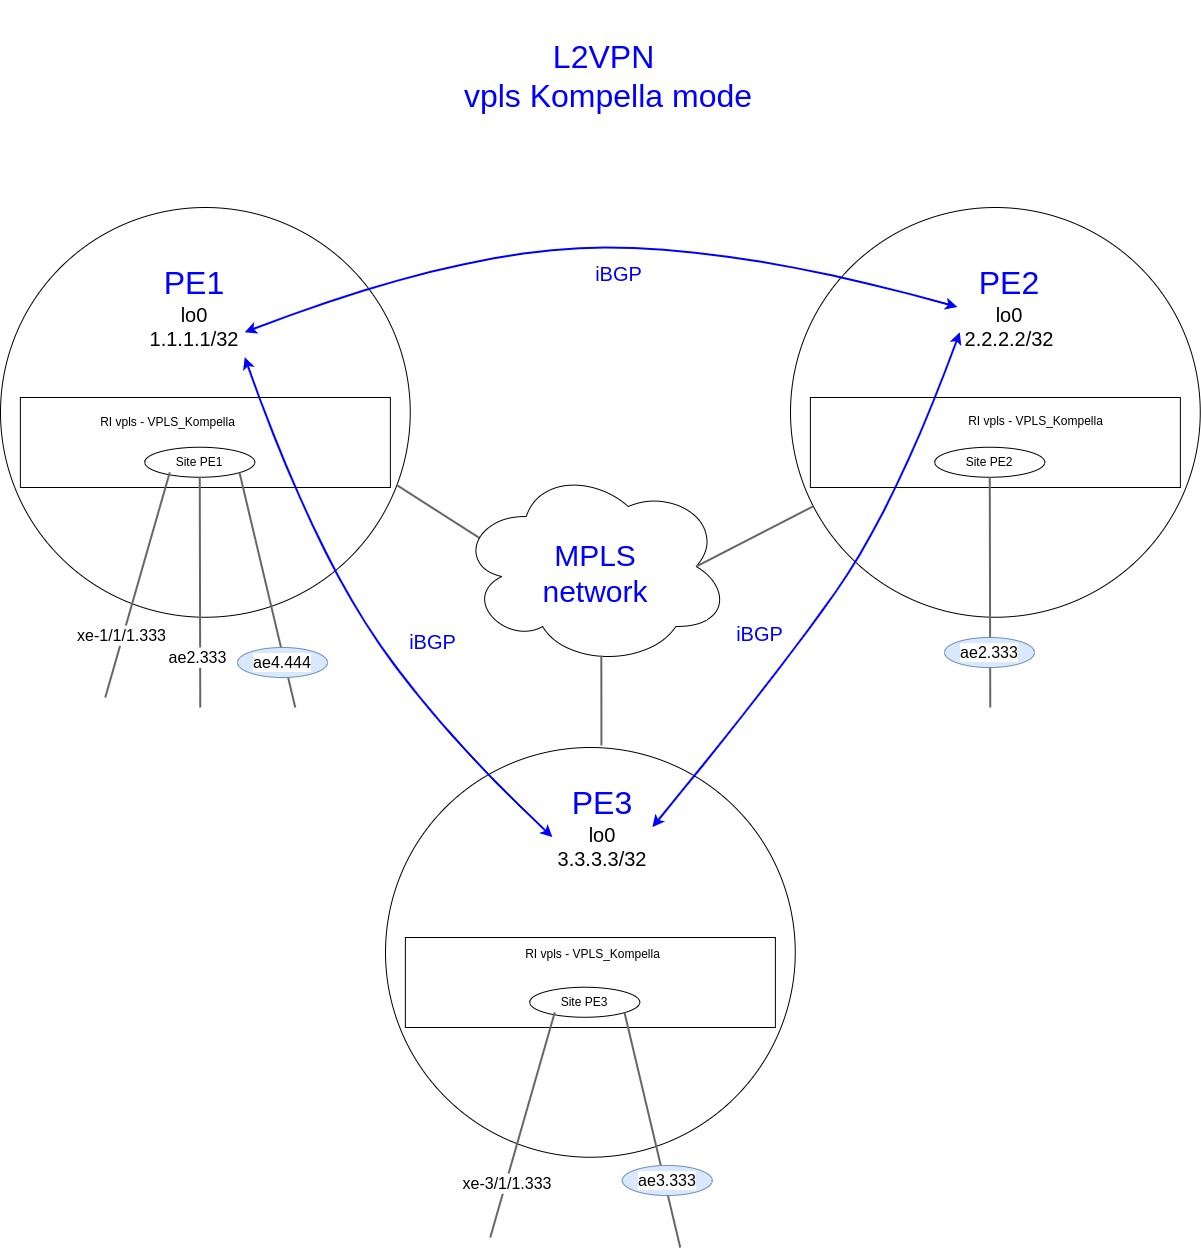 L2VPN
vpls Kompella mode
iBGP
PE1
lo0
1.1.1.1/32
PE2
lo0
2.2.2.2/32
RI vpls - VPLS_Kompella
Site PE1
RI vpls - VPLS_Kompella
Site PE2
MPLS
network
xe-1/1/1.333
ae2.333
ae4.444
iBGP
iBGP
ae2.333
PE3
lo0
3.3.3.3/32
RI vpls - VPLS_Kompella
Site PE3
xe-3/1/1.333
ae3.333